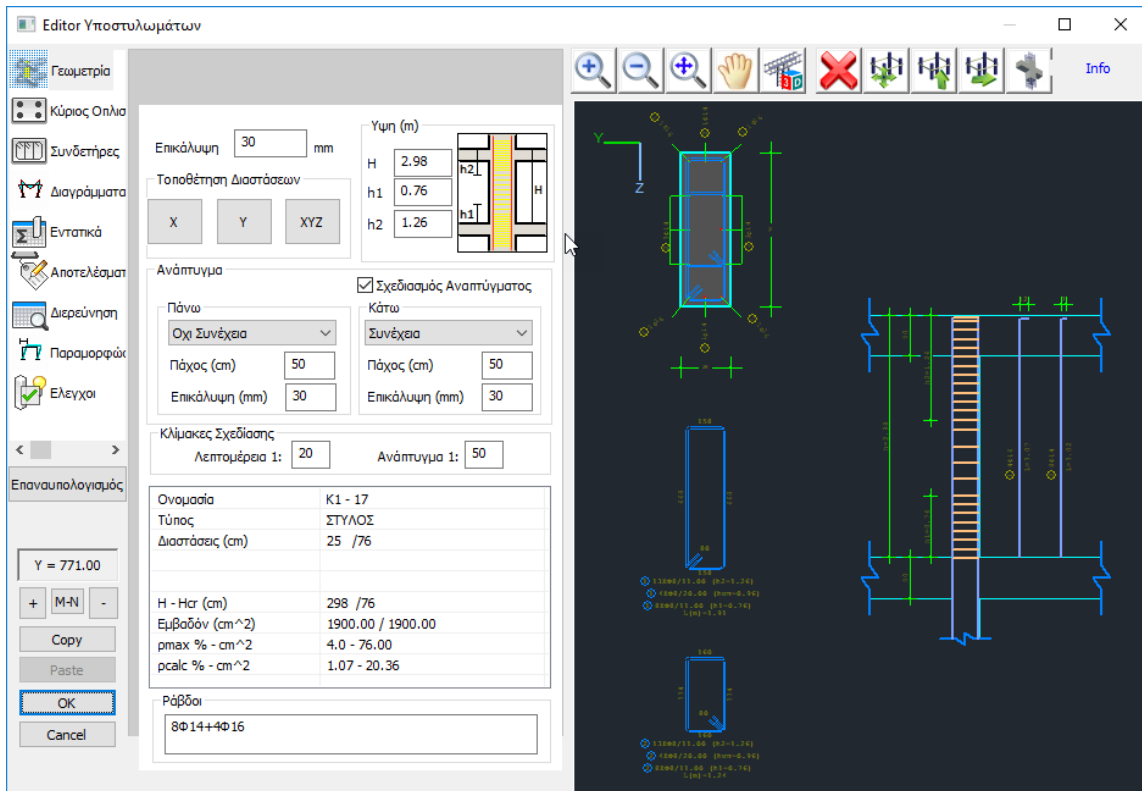 Editor Υποστυλωμάτων
Γεωμετρία
Κύριος Οπλισ
Συνδετήρες
Διαγράμματα
Εντατικά
Αποτελέσματ
Διερεύνηση
Παραμορφώσ
Ελεγχοι
Επαναυπολογισμός
Y = 771.00
+ M-N -
Copy
Paste
OK
Cancel
Επικάλυψη 30 mm
Τοποθέτηση Διαστάσεων
X Y XYZ
Υψη (m)
H 2.98
h1 0.76
h2 1.26
h2
H
h1
Ανάπτυγμα
Σχεδιασμός Αναπτύγματος
Πάνω
Οχι Συνέχεια
Πάχος (cm) 50
Επικάλυψη (mm) 30
Κάτω
Συνέχεια
Πάχος (cm) 50
Επικάλυψη (mm) 30
Κλίμακες Σχεδίασης
Λεπτομέρεια 1: 20 Ανάπτυγμα 1: 50
Ονομασία K1 - 17
Τύπος ΣΤΥΛΟΣ
Διαστάσεις (cm) 25 /76
H - Hcr (cm) 298 /76
Εμβαδόν (cm^2) 1900.00 / 1900.00
ρmax % - cm^2 4.0 - 76.00
ρcalc % - cm^2 1.07 - 20.36
Ράβδοι
8Φ14+4Φ16
3D
Info
Y
Z